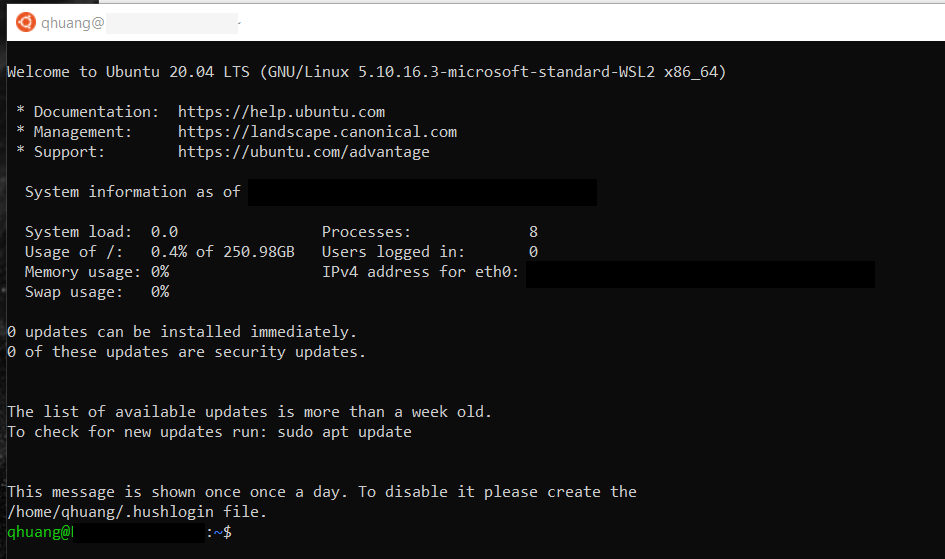 qhuang@
Welcome to Ubuntu 20.04 LTS (GNU/Linux 5.10.16.3-microsoft-standard-WSL2 x86_64)
* Documentation:  https://help.ubuntu.com
* Management:     https://landscape.canonical.com
* Support:        https://ubuntu.com/advantage
System information as of
System load:  0.0                Processes:             8
Usage of /:   0.4% of 250.98GB   Users logged in:       0
Memory usage: 0%                 IPv4 address for eth0:
Swap usage:   0%
0 updates can be installed immediately.
0 of these updates are security updates.
The list of available updates is more than a week old.
To check for new updates run: sudo apt update
This message is shown once once a day. To disable it please create the
/home/qhuang/.hushlogin file.
qhuang@ :~$